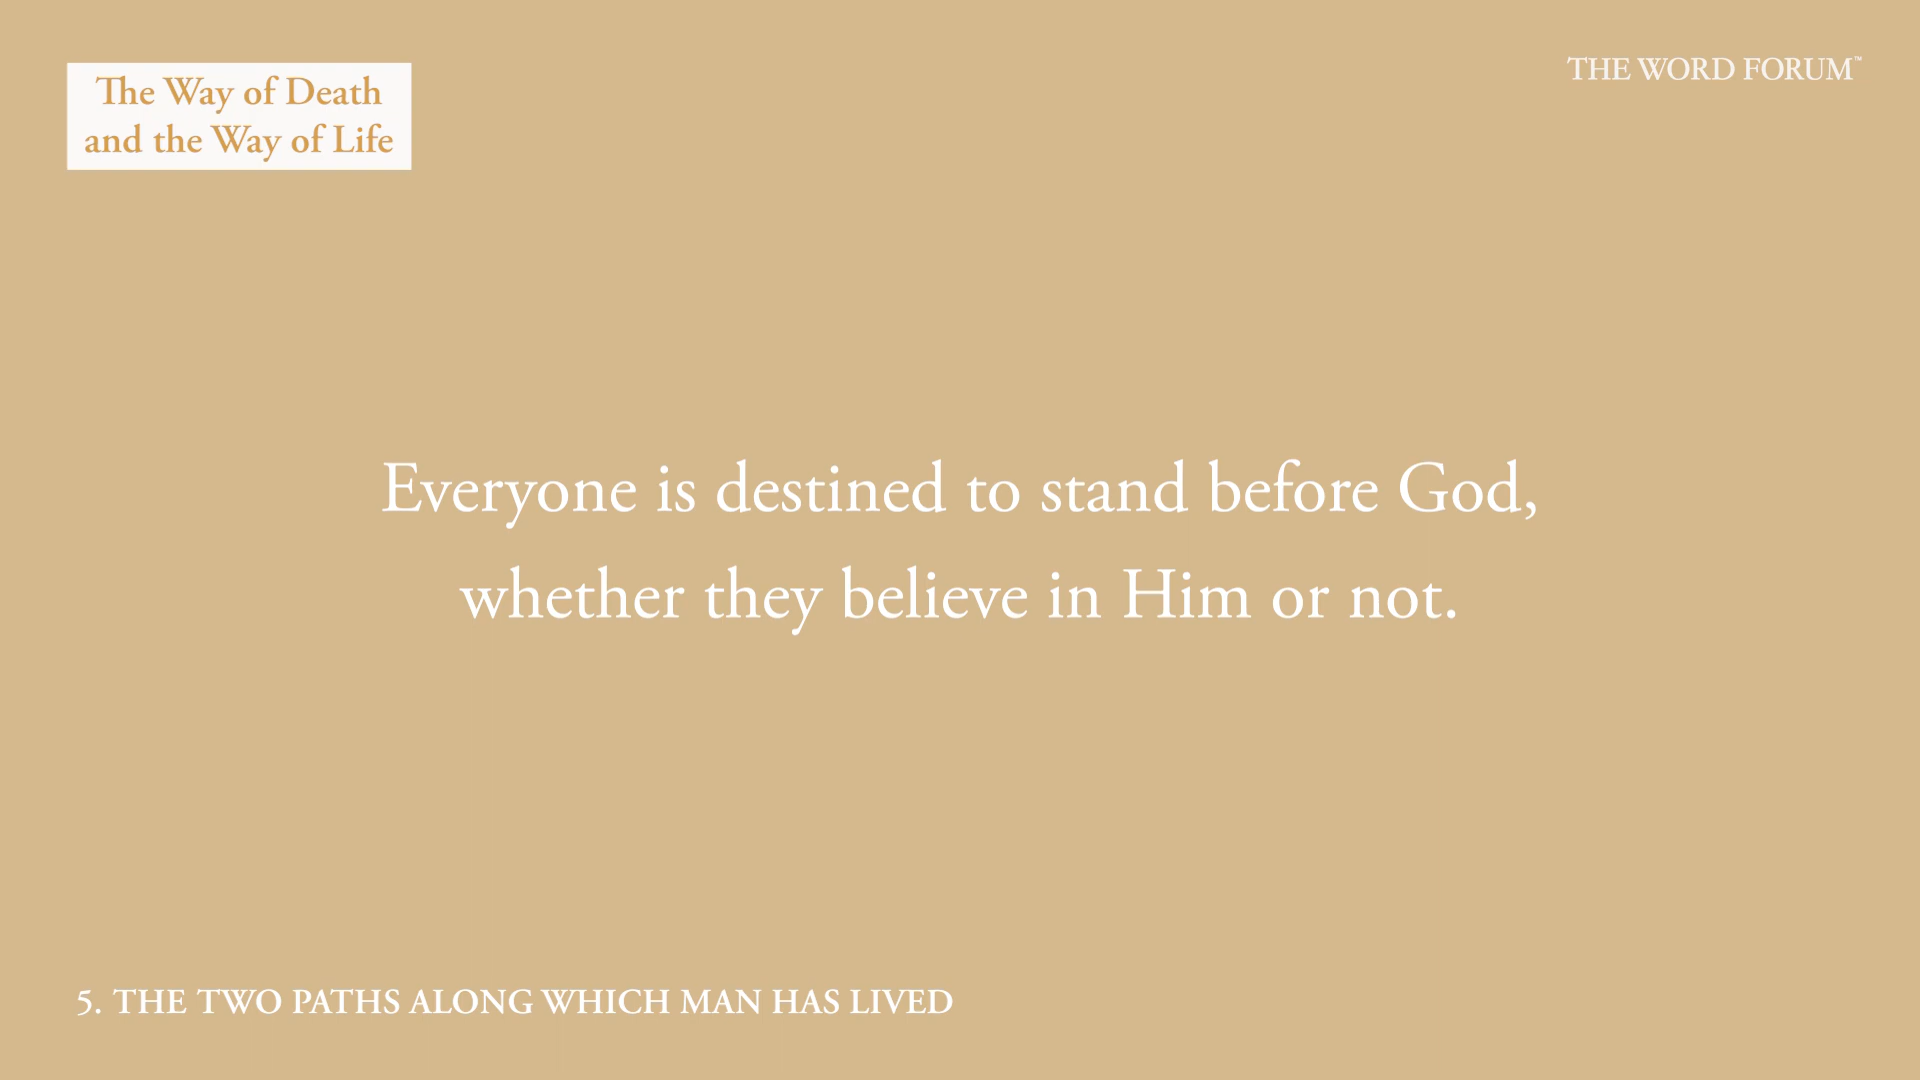 The Way of Death
and the Way of Life
THE WORD FORUM™
Everyone is destined to stand before God,
whether they believe in Him or not.
5. THE TWO PATHS ALONG WHICH MAN HAS LIVED